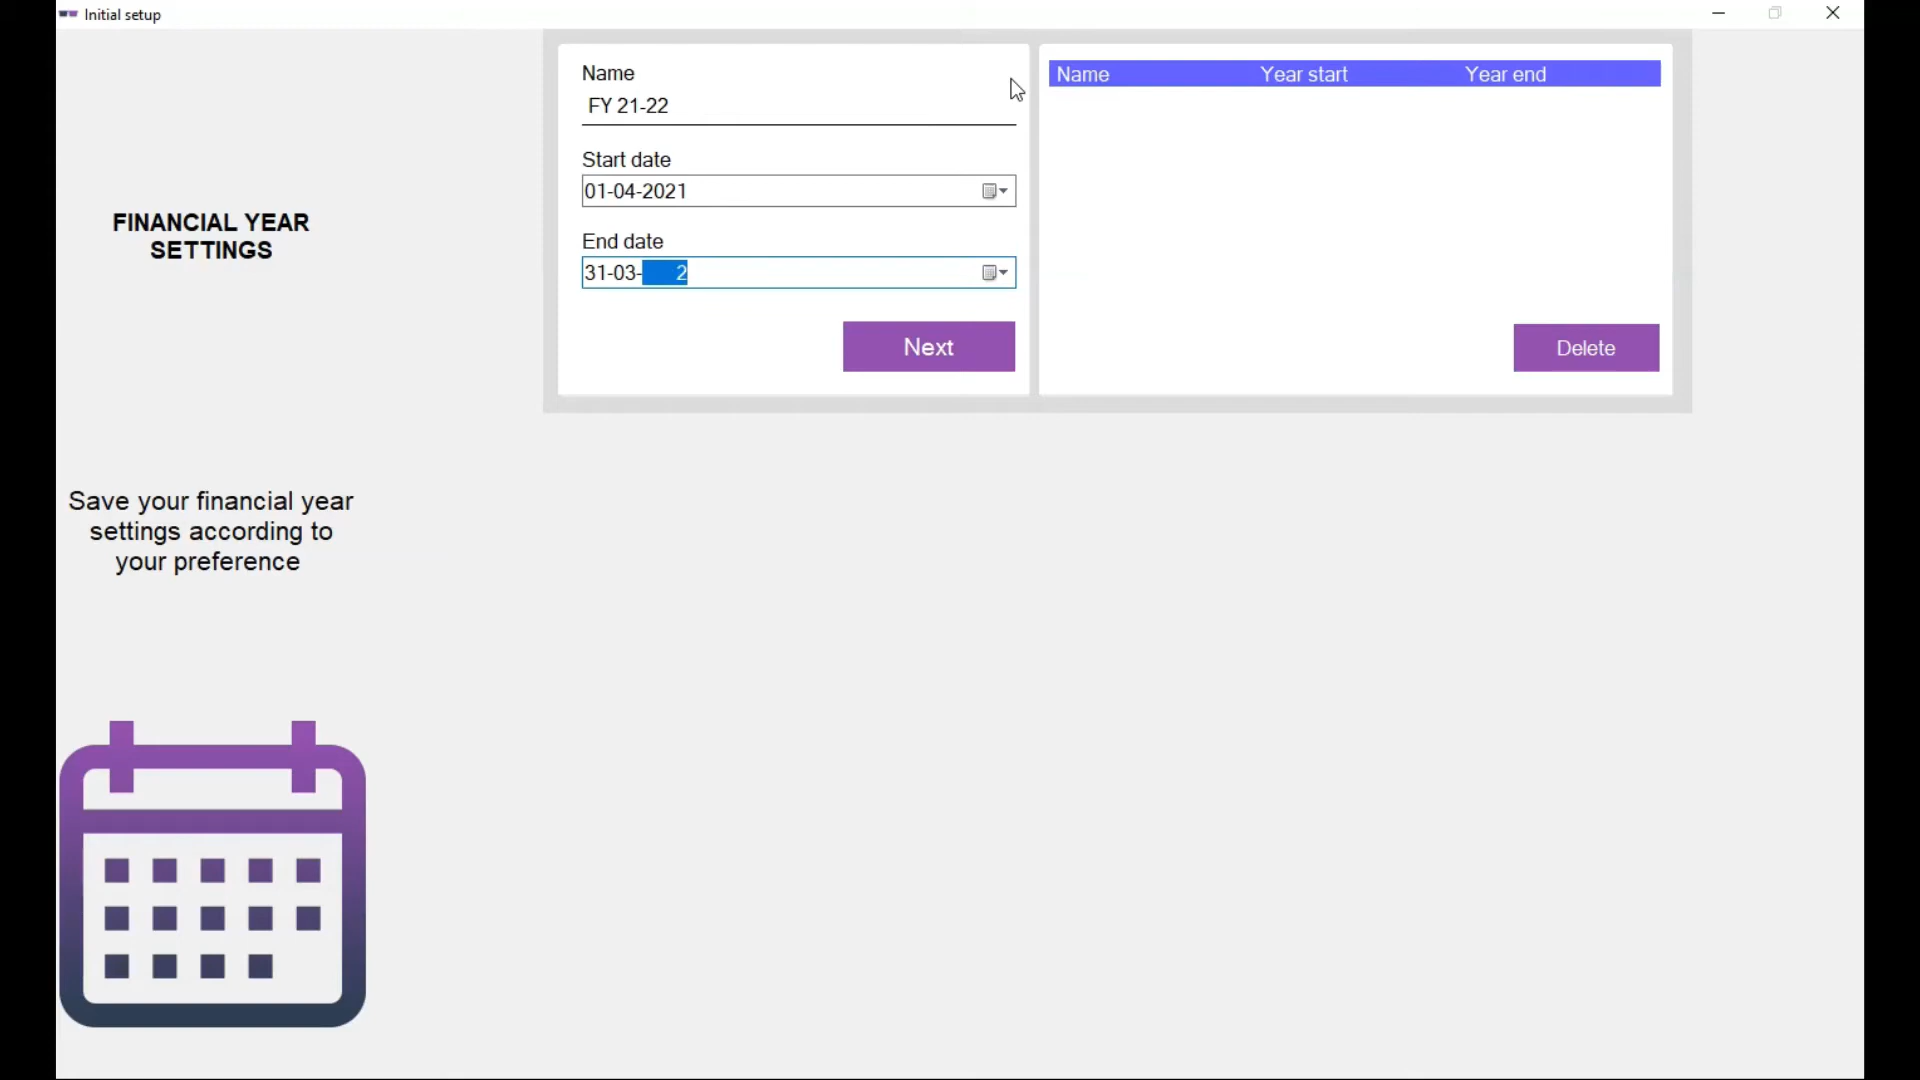 Initial setup
Name
FY 21-22
Start date
01-04-2021
End date
31-03- 2
Next
Name Year start Year end
Delete
FINANCIAL YEAR
SETTINGS
Save your financial year
settings according to
your preference